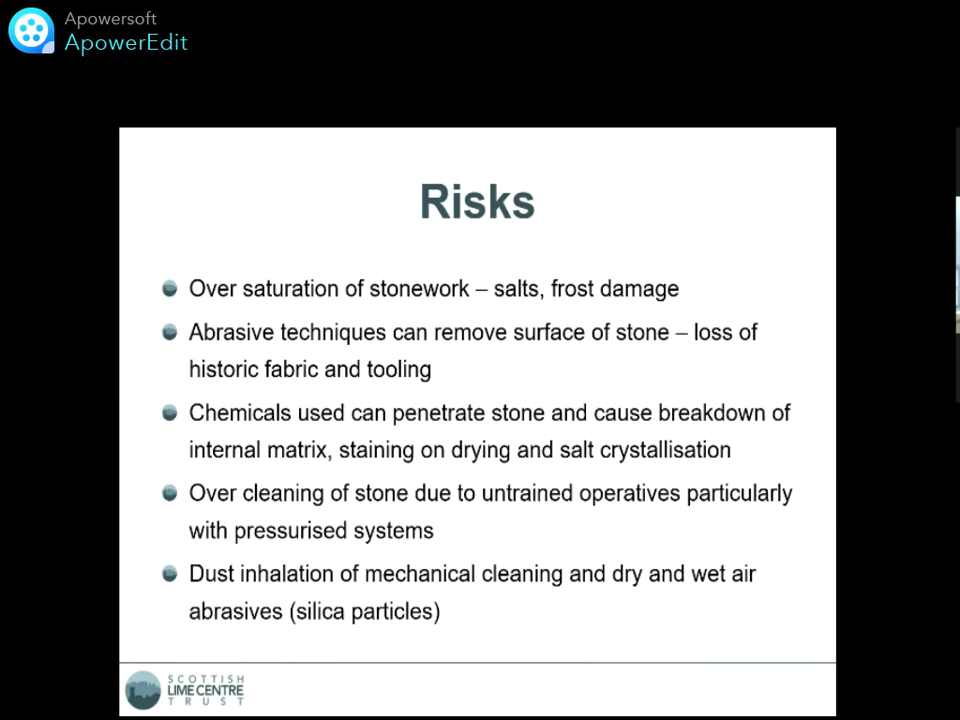 Apowersoft
ApowerEdit
Risks
Over saturation of stonework – salts, frost damage
Abrasive techniques can remove surface of stone – loss of
historic fabric and tooling
Chemicals used can penetrate stone and cause breakdown of
internal matrix, staining on drying and salt crystallisation
Over cleaning of stone due to untrained operatives particularly
with pressurised systems
Dust inhalation of mechanical cleaning and dry and wet air
abrasives (silica particles)
SCOTTISH
LIME CENTRE
TRUST